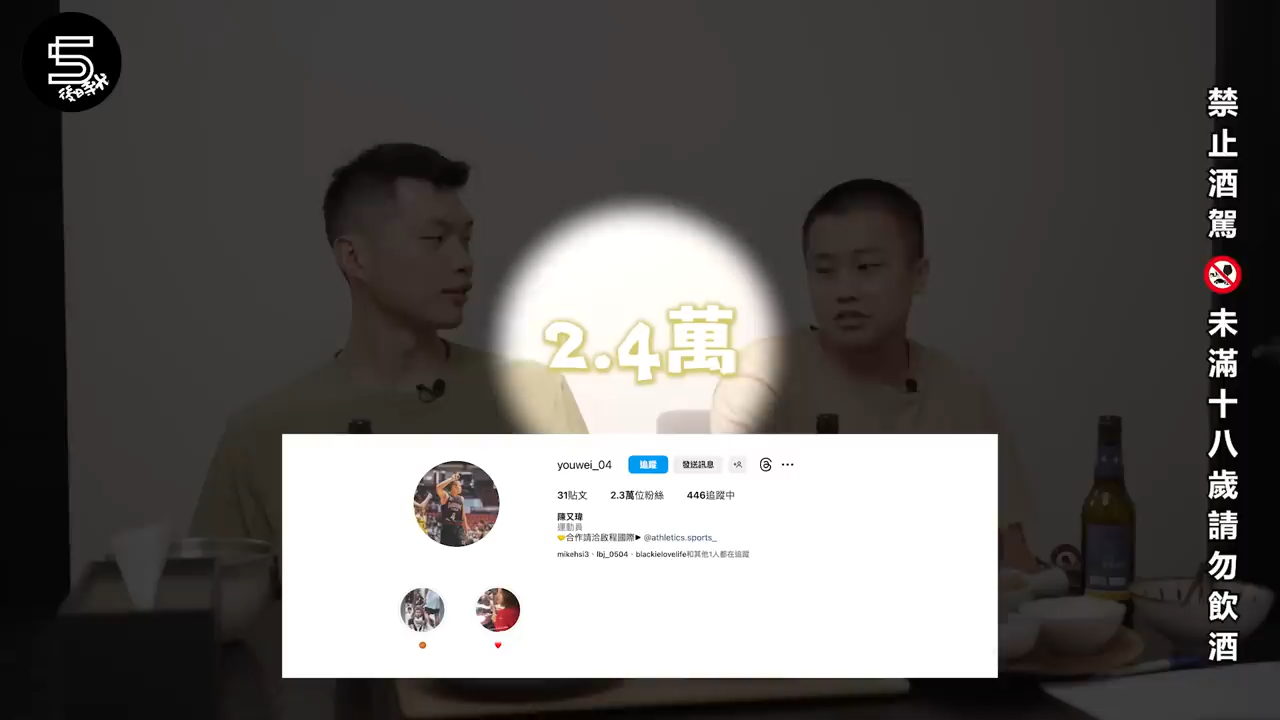 5
後日茶坊
2.4萬
youwei_04 追蹤 發送訊息
31貼文 2.3萬位粉絲 446追蹤中
陳又瑋
運動員
🤝合作請洽啟程國際▶ @athletics.sports_
mikehsi3、lbj_0504、blackielovelife和其他1人都在追蹤
禁止酒駕 未滿十八歲請勿飲酒